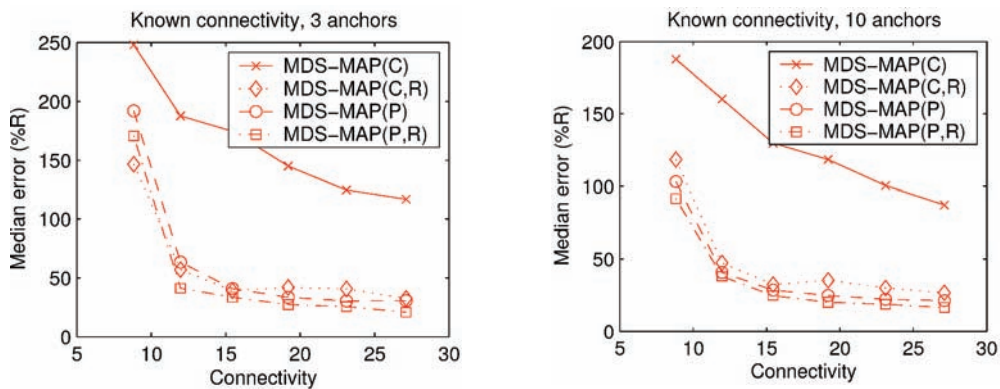 Known connectivity, 3 anchors
250
200
150
100
50
0
Median error (%R)
MDS-MAP(C)
MDS-MAP(C,R)
MDS-MAP(P)
MDS-MAP(P,R)
5 10 15 20 25 30
Connectivity
Known connectivity, 10 anchors
200
150
100
50
0
Median error (%R)
MDS-MAP(C)
MDS-MAP(C,R)
MDS-MAP(P)
MDS-MAP(P,R)
5 10 15 20 25 30
Connectivity